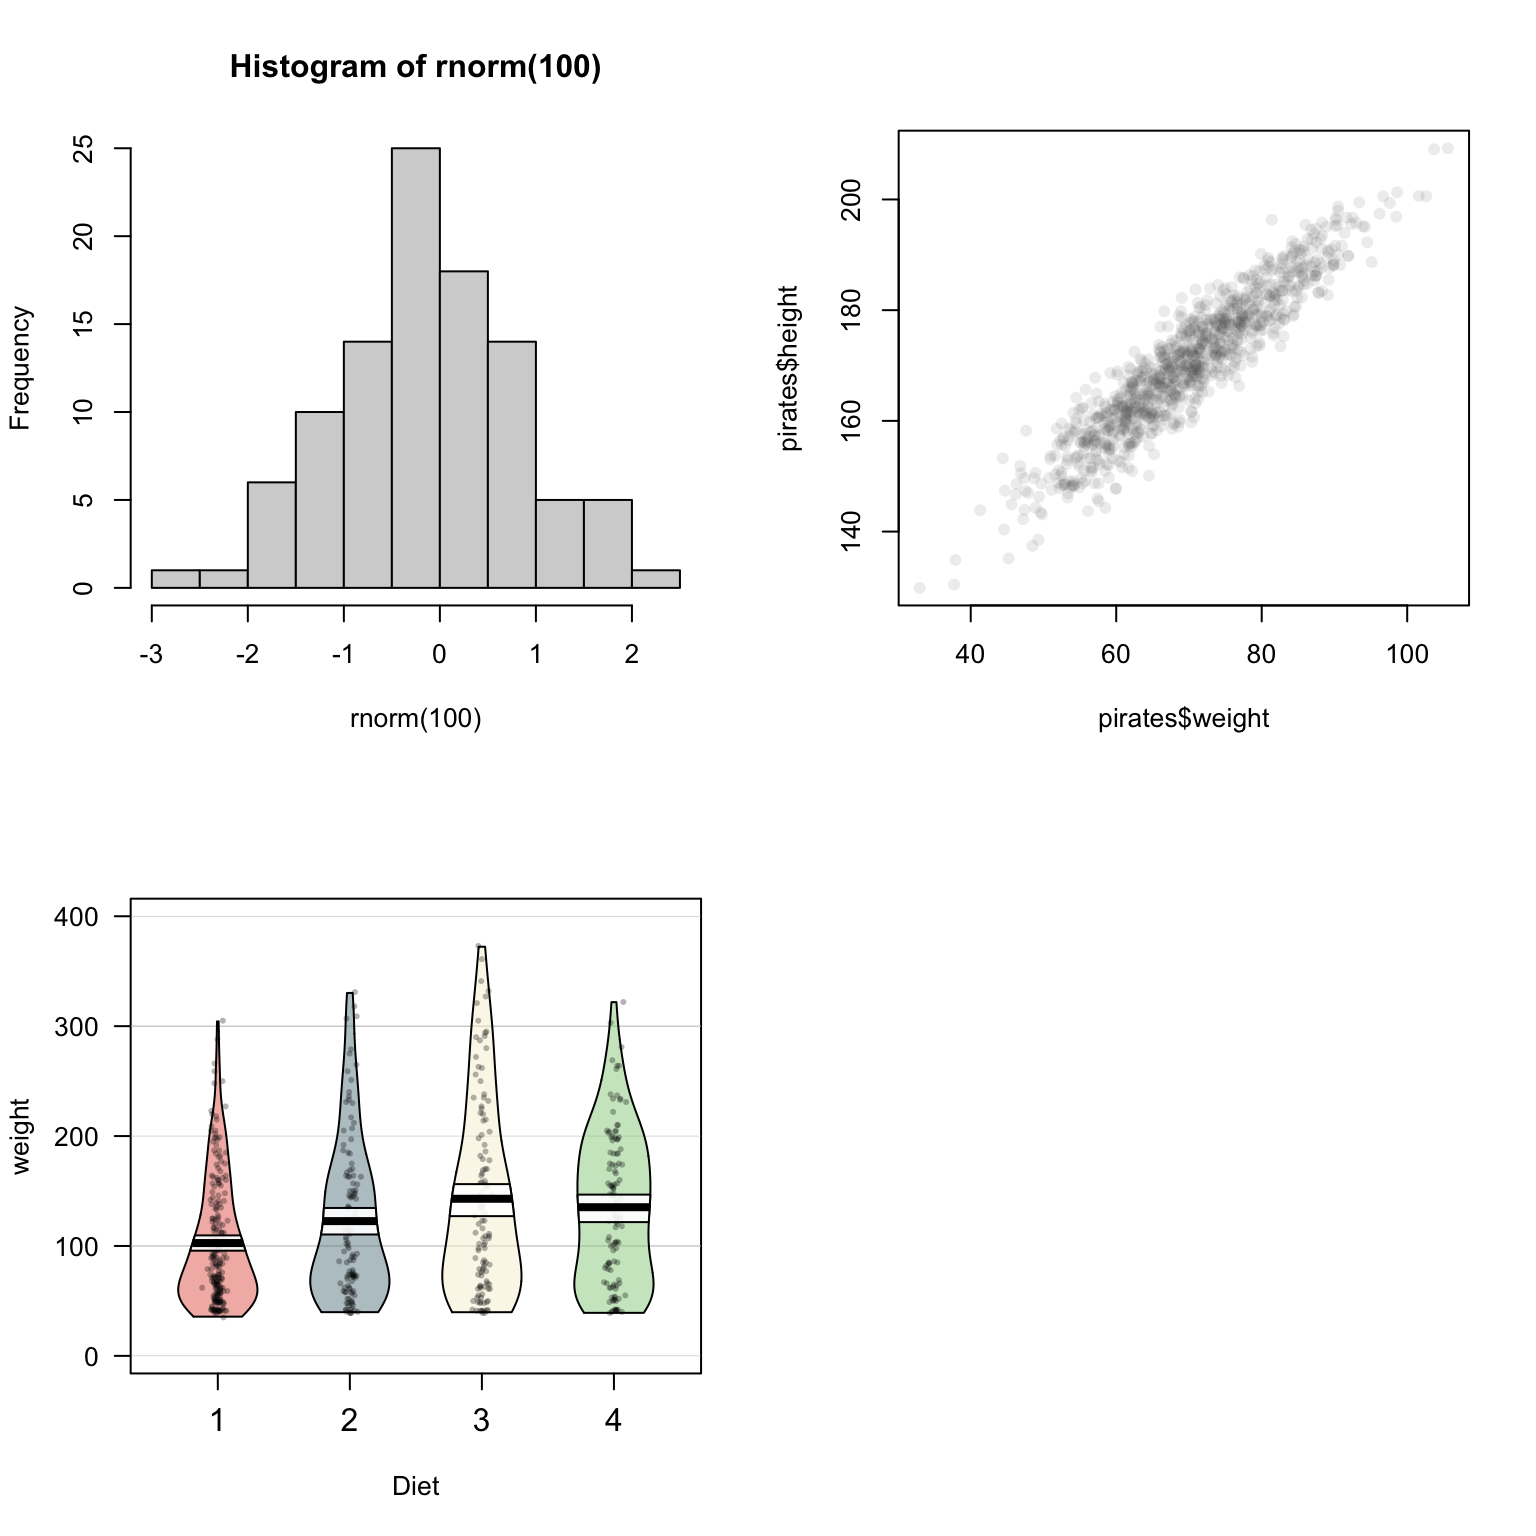 Histogram of rnorm(100)
Frequency
0 5 10 15 20 25
-3 -2 -1 0 1 2
rnorm(100)
pirates$height
140 160 180 200
40 60 80 100
pirates$weight
weight
400
300
200
100
0
1 2 3 4
Diet